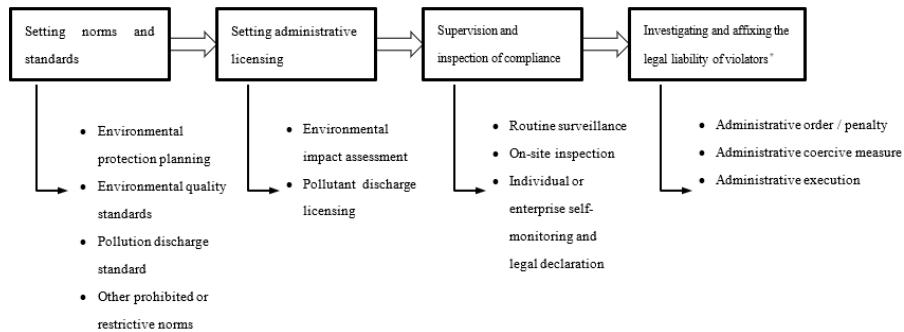 Setting norms and
standards
Setting administrative
licensing
Supervision and
inspection of compliance
Investigating and affixing the
legal liability of violators*
• Environmental
protection planning
• Environmental quality
standards
• Pollution discharge
standard
• Other prohibited or
restrictive norms
• Environmental
impact assessment
• Pollutant discharge
licensing
• Routine surveillance
• On-site inspection
• Individual or
enterprise self-
monitoring and
legal declaration
• Administrative order / penalty
• Administrative coercive measure
• Administrative execution